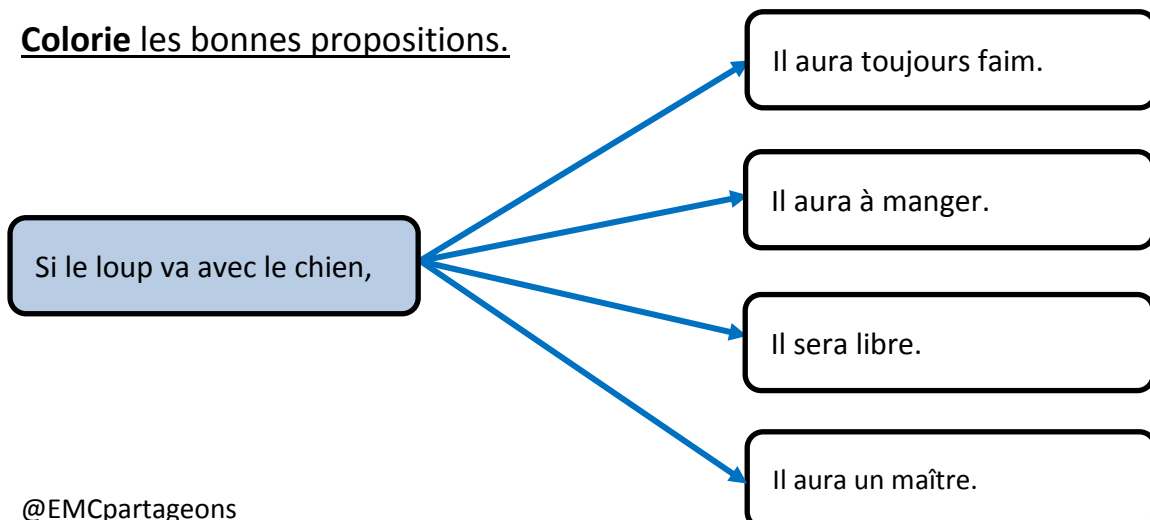 Colorie les bonnes propositions.
Il aura toujours faim.
Il aura à manger.
Si le loup va avec le chien,
Il sera libre.
Il aura un maître.
@EMCpartageons